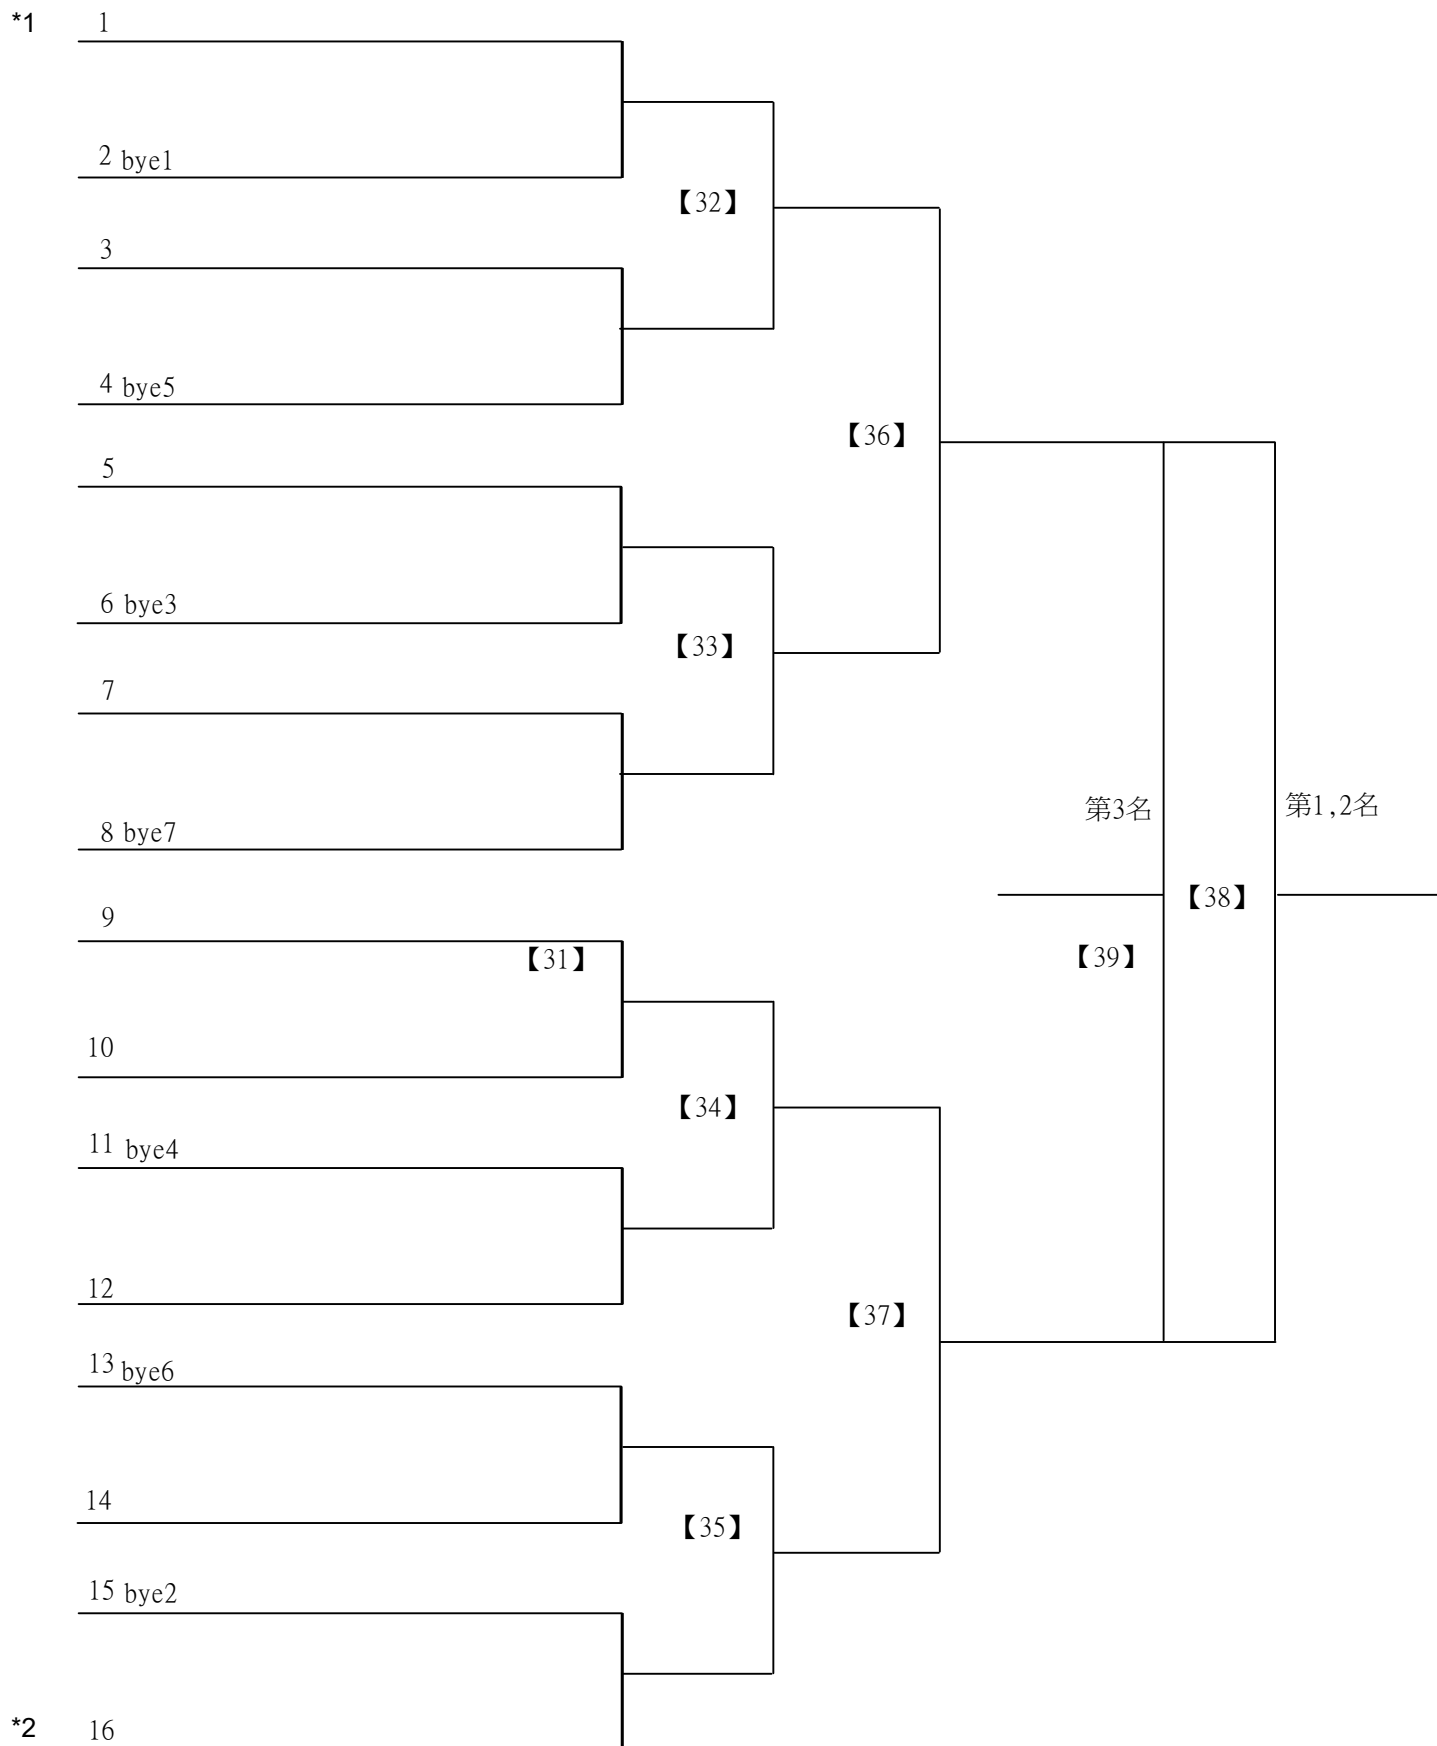 *1 1
2 bye1
【32】
3
4 bye5
【36】
5
6 bye3
【33】
7
第3名
第1,2名
8 bye7
【38】
9
【31】
【39】
10
【34】
11 bye4
12
【37】
13 bye6
14
【35】
15 bye2
*2 16